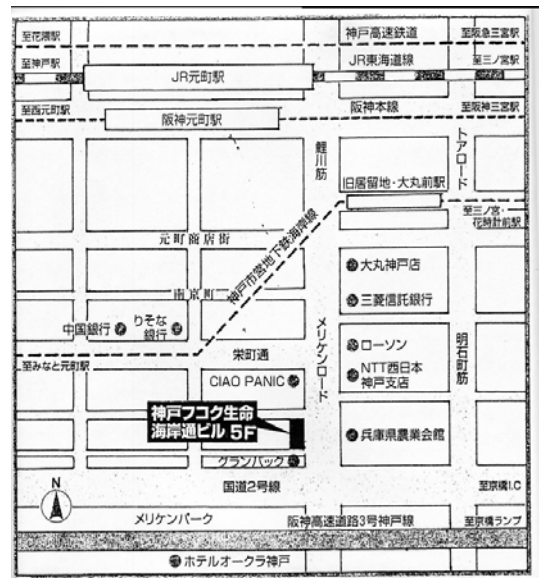 神戸高速鉄道
至花隈駅
至阪急三宮駅
至神戸駅
JR東海道線
至三ノ宮駅
JR元町駅
至西元町駅
阪神本線
至阪神三宮駅
阪神元町駅
鯉川筋
トアロード
旧居留地・大丸前駅
至三ノ宮・
花時計前駅
神戸市営地下鉄海岸線
元町商店街
大丸神戸店
南京町
三菱信託銀行
中国銀行
りそな
銀行
メリケンロード
明石町筋
ローソン
栄町通
至みなと元町駅
NTT西日本
神戸支店
CIAO PANIC
神戸フコク生命
海岸通ビル 5F
兵庫県農業会館
グランバック
N
国道2号線
至京橋I.C
メリケンパーク
阪神高速道路3号神戸線
至京橋ランプ
ホテルオークラ神戸